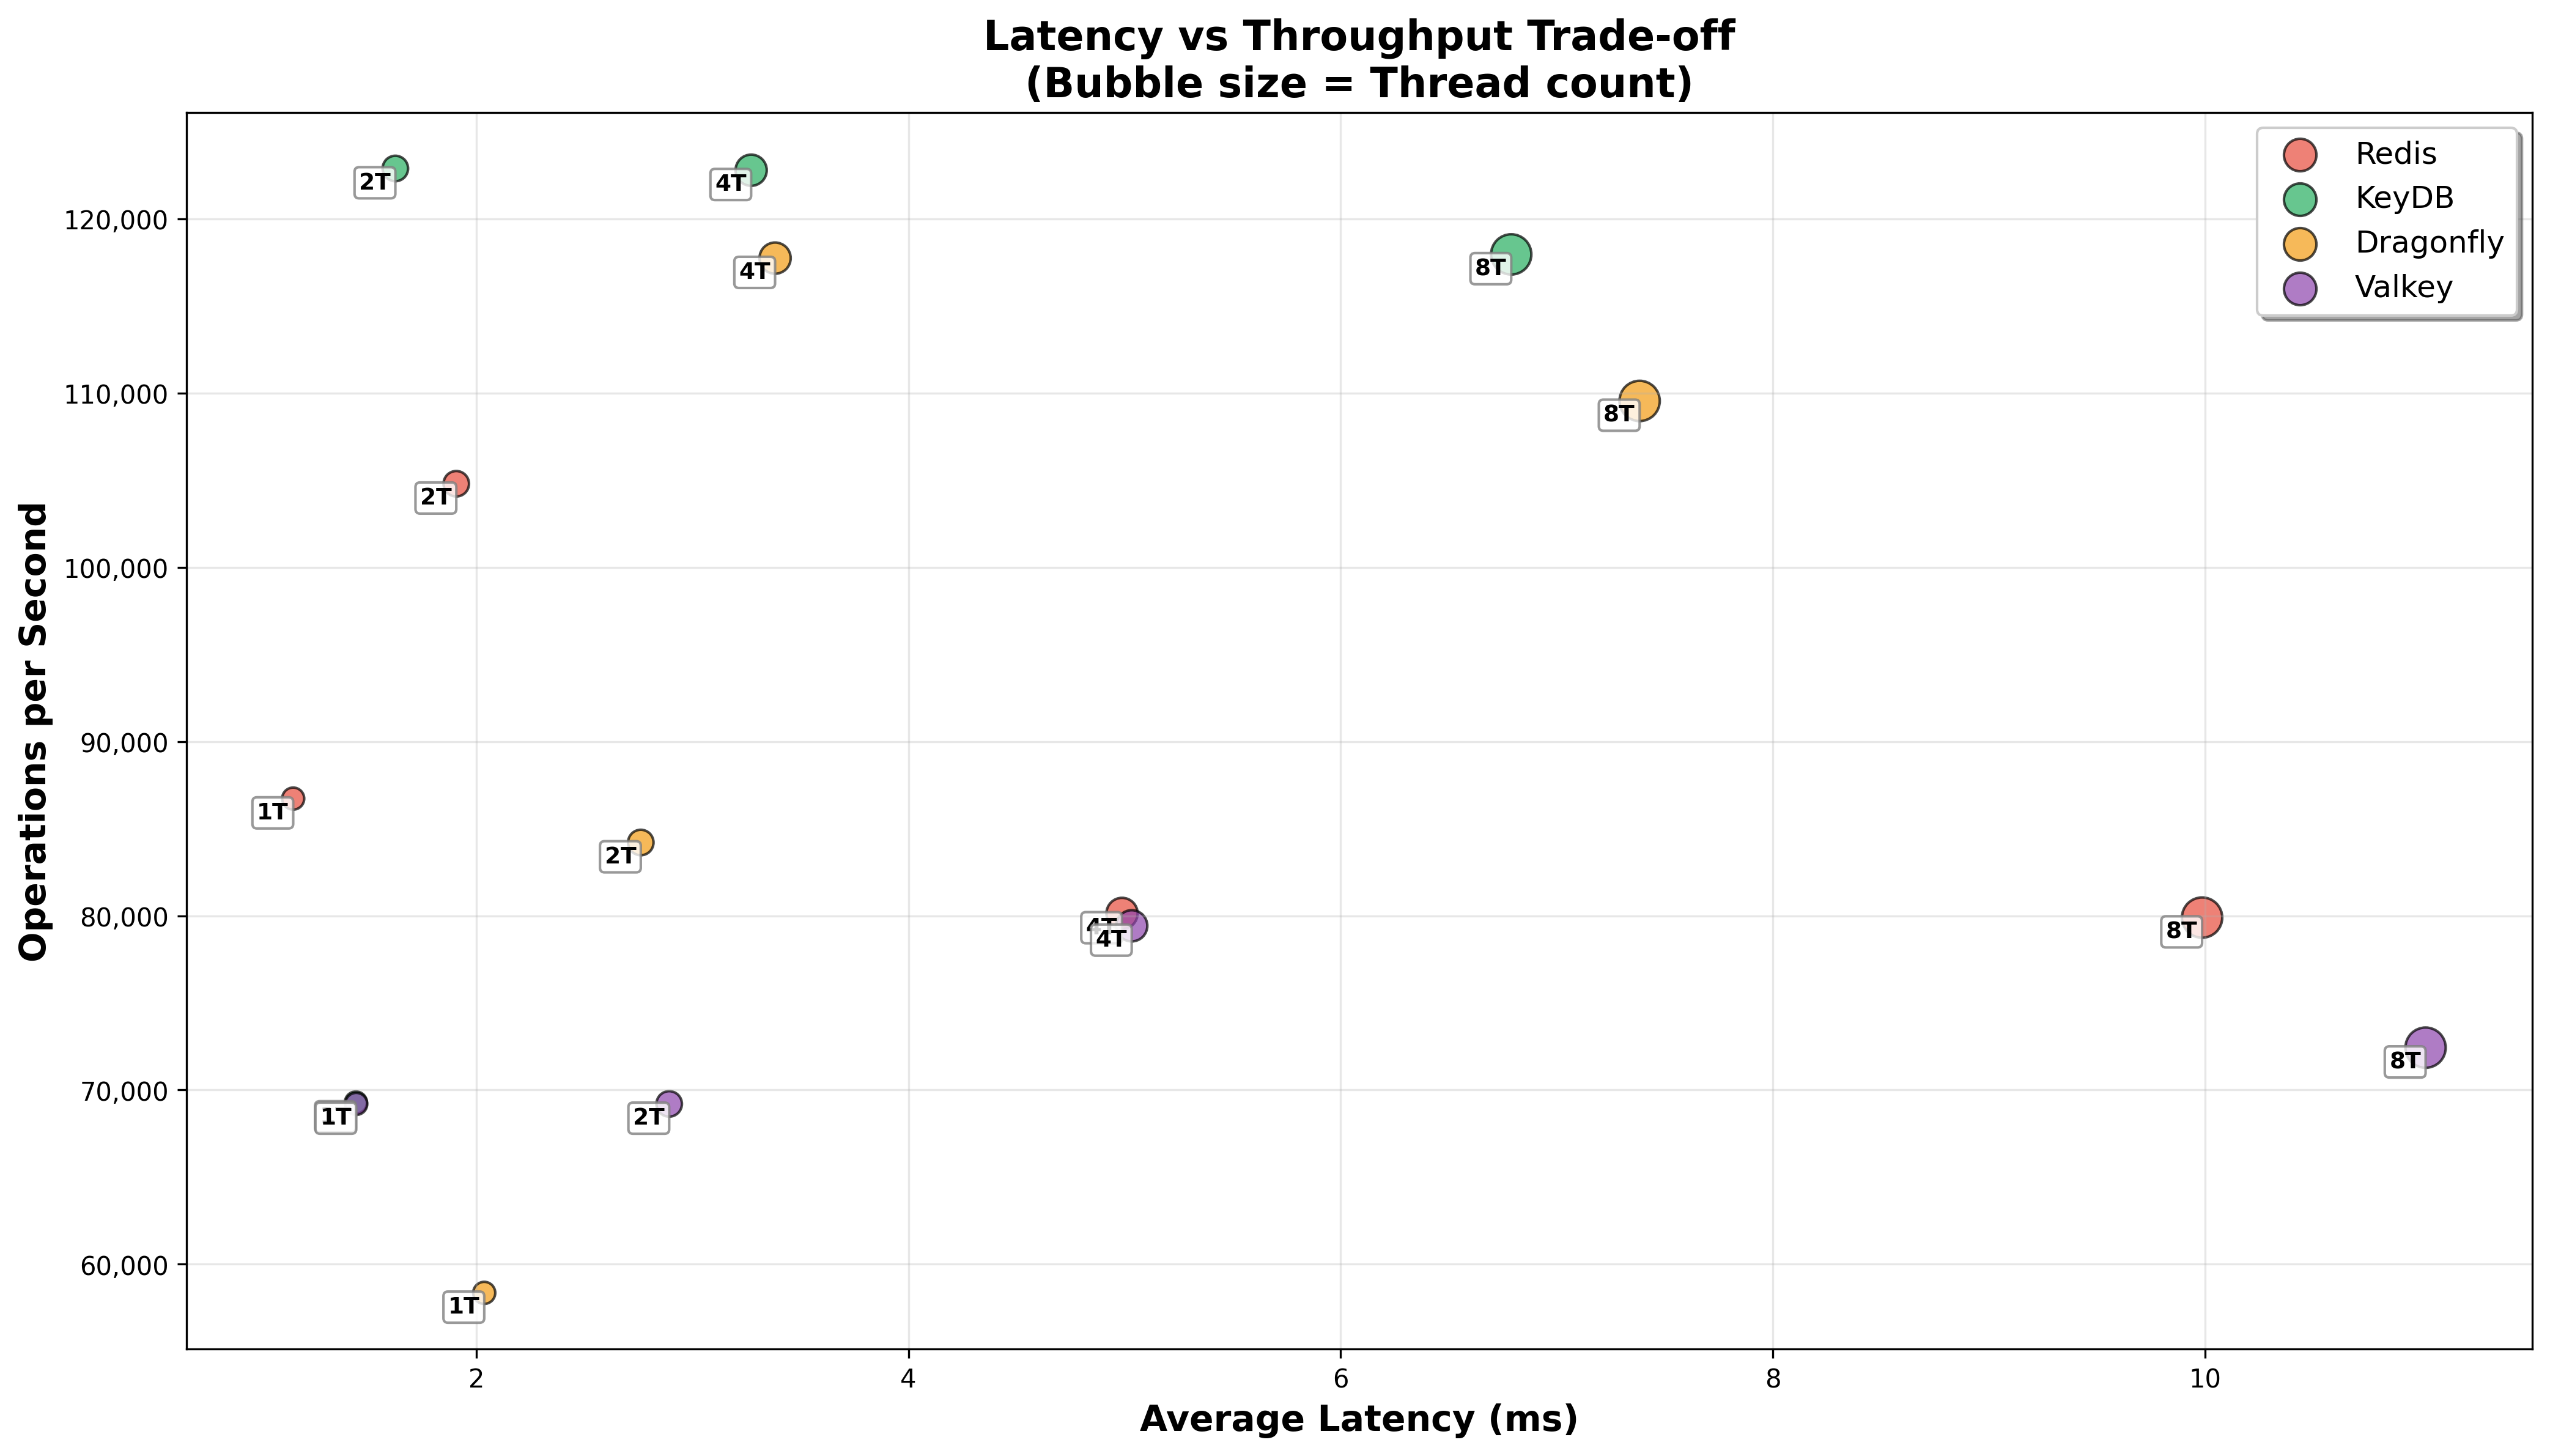 Latency vs Throughput Trade-off
(Bubble size = Thread count)
Operations per Second
120,000
110,000
100,000
90,000
80,000
70,000
60,000
2T
4T
4T
8T
8T
2T
1T
2T
4T
4T
8T
8T
1T
2T
1T
Redis
KeyDB
Dragonfly
Valkey
2
4
6
8
10
Average Latency (ms)